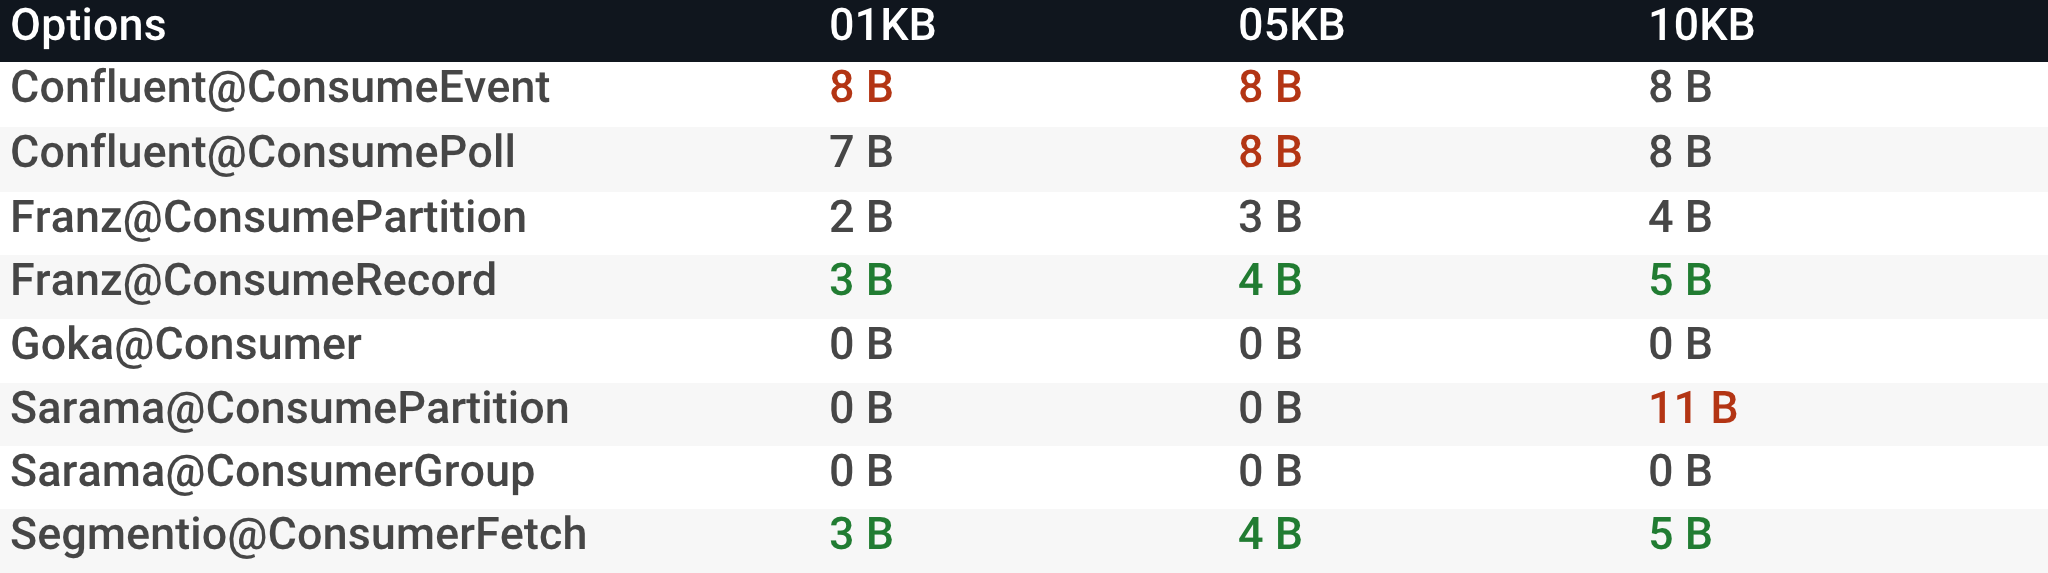 Options 01KB 05KB 10KB
Confluent@ConsumeEvent 8 B 8 B 8 B
Confluent@ConsumePoll 7 B 8 B 8 B
Franz@ConsumePartition 2 B 3 B 4 B
Franz@ConsumeRecord 3 B 4 B 5 B
Goka@Consumer 0 B 0 B 0 B
Sarama@ConsumePartition 0 B 0 B 11 B
Sarama@ConsumerGroup 0 B 0 B 0 B
Segmentio@ConsumerFetch 3 B 4 B 5 B